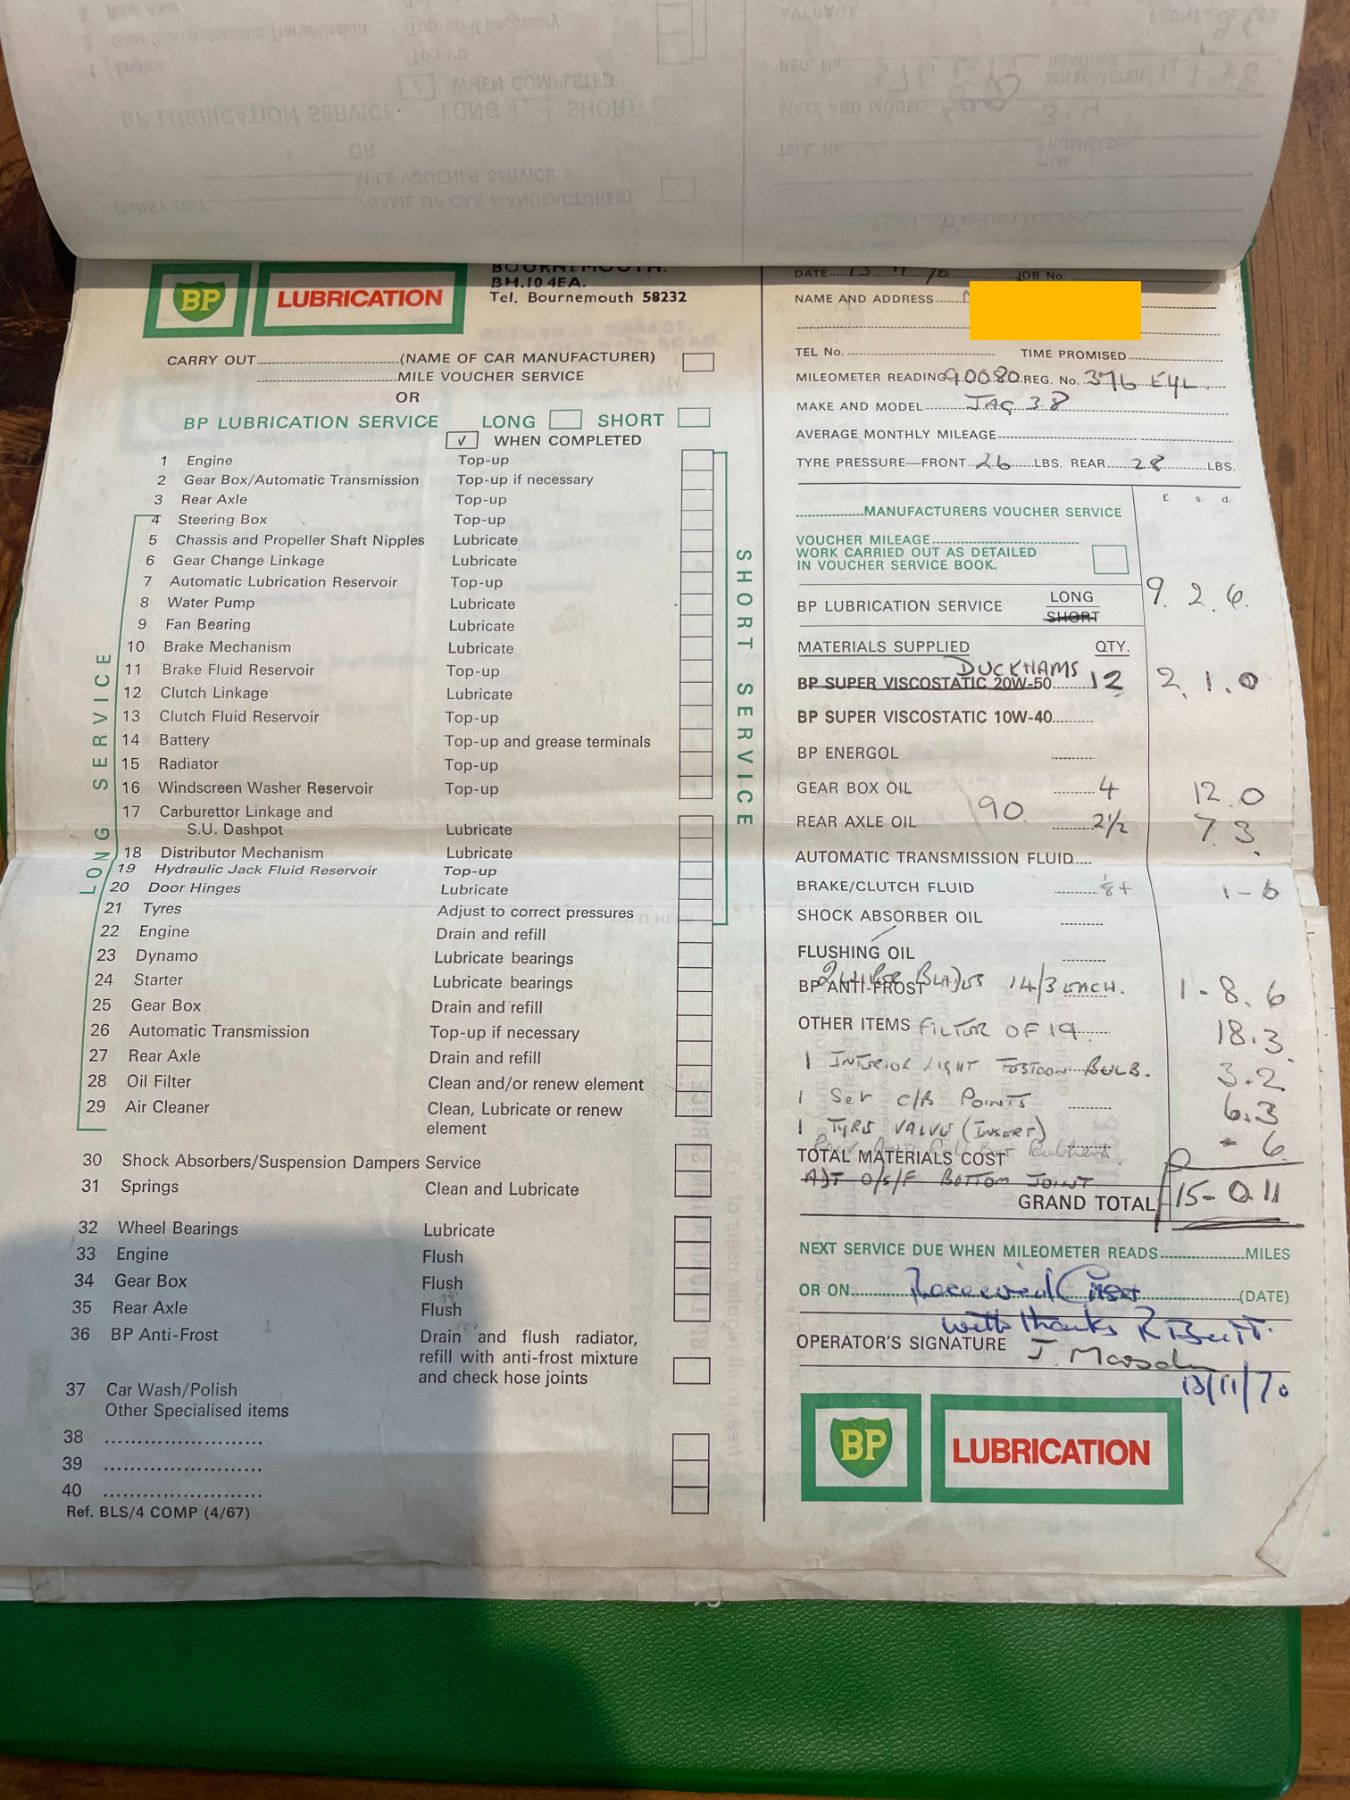 BOURNEMOUTH.
BH.10 4EA.
Tel. Bournemouth 58232
BP LUBRICATION
CARRY OUT (NAME OF CAR MANUFACTURER)
MILE VOUCHER SERVICE
OR
BP LUBRICATION SERVICE LONG SHORT
√ WHEN COMPLETED
1 Engine Top-up
2 Gear Box/Automatic Transmission Top-up if necessary
3 Rear Axle Top-up
4 Steering Box Top-up
5 Chassis and Propeller Shaft Nipples Lubricate
6 Gear Change Linkage Lubricate
7 Automatic Lubrication Reservoir Top-up
8 Water Pump Lubricate
9 Fan Bearing Lubricate
10 Brake Mechanism Lubricate
11 Brake Fluid Reservoir Top-up
12 Clutch Linkage Lubricate
13 Clutch Fluid Reservoir Top-up
14 Battery Top-up and grease terminals
15 Radiator Top-up
16 Windscreen Washer Reservoir Top-up
17 Carburettor Linkage and
S.U. Dashpot Lubricate
18 Distributor Mechanism Lubricate
19 Hydraulic Jack Fluid Reservoir Top-up
20 Door Hinges Lubricate
21 Tyres Adjust to correct pressures
22 Engine Drain and refill
23 Dynamo Lubricate bearings
24 Starter Lubricate bearings
25 Gear Box Drain and refill
26 Automatic Transmission Top-up if necessary
27 Rear Axle Drain and refill
28 Oil Filter Clean and/or renew element
29 Air Cleaner Clean, Lubricate or renew
element
LONG SERVICE
SHORT SERVICE
30 Shock Absorbers/Suspension Dampers Service
31 Springs Clean and Lubricate
32 Wheel Bearings Lubricate
33 Engine Flush
34 Gear Box Flush
35 Rear Axle Flush
36 BP Anti-Frost Drain and flush radiator,
refill with anti-frost mixture
and check hose joints
37 Car Wash/Polish
Other Specialised items
38
39
40
Ref. BLS/4 COMP (4/67)
DATE JOB No.
NAME AND ADDRESS
TEL No. TIME PROMISED
MILEOMETER READING 90080 REG. No. 376 EYL
MAKE AND MODEL JAG 3.8
AVERAGE MONTHLY MILEAGE
TYRE PRESSURE—FRONT 26 LBS. REAR 28 LBS.
£ s. d.
MANUFACTURERS VOUCHER SERVICE
VOUCHER MILEAGE
WORK CARRIED OUT AS DETAILED
IN VOUCHER SERVICE BOOK.
BP LUBRICATION SERVICE LONG 9. 2. 6.
SHORT
MATERIALS SUPPLIED QTY.
DUCKHAMS
BP SUPER VISCOSTATIC 20W-50 12 2. 1. 0
BP SUPER VISCOSTATIC 10W-40
BP ENERGOL
GEAR BOX OIL 4 12.0
90
REAR AXLE OIL 2½ 7.3
AUTOMATIC TRANSMISSION FLUID
BRAKE/CLUTCH FLUID ⅛+ 1-6
SHOCK ABSORBER OIL
FLUSHING OIL
2 WIPER BLADES 14/3 EACH. 1-8.6
BP ANTI-FROST
OTHER ITEMS FILTER OF19 18.3
1 INTERIOR LIGHT FESTOON BULB. 3.2
1 SET C/B POINTS 6.3
1 TYRE VALVE (INSERT) - 6
TOTAL MATERIALS COST
ADJ O/S/F BOTTOM JOINT
GRAND TOTAL 15-0.11
NEXT SERVICE DUE WHEN MILEOMETER READS MILES
OR ON (DATE)
Received
with thanks
OPERATOR'S SIGNATURE
13/11/70
BP LUBRICATION